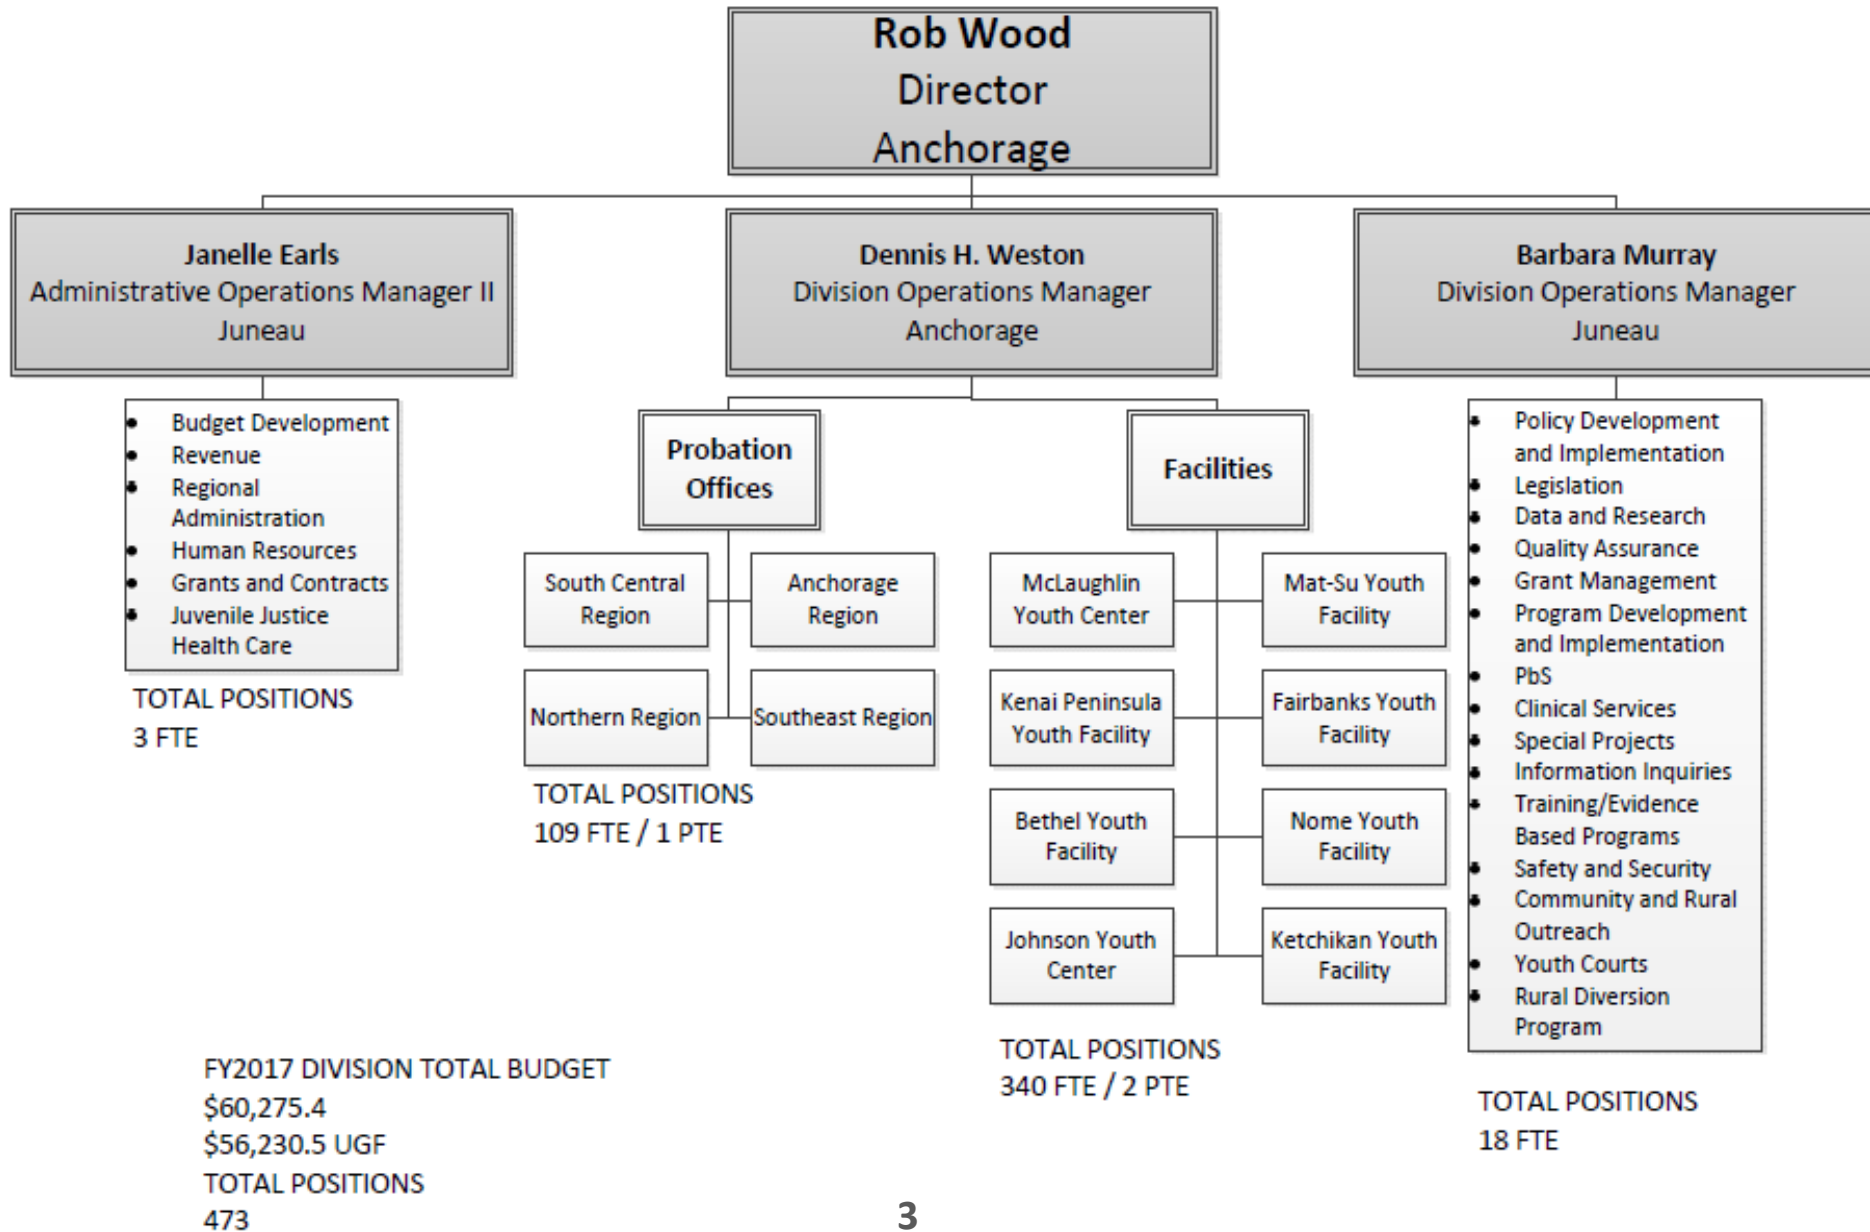 Rob Wood
Director
Anchorage
Janelle Earls
Administrative Operations Manager II
Juneau
Dennis H. Weston
Division Operations Manager
Anchorage
Barbara Murray
Division Operations Manager
Juneau
• Budget Development
• Revenue
• Regional
Administration
• Human Resources
• Grants and Contracts
• Juvenile Justice
Health Care
TOTAL POSITIONS
3 FTE
Probation
Offices
South Central
Region
Anchorage
Region
Northern Region
Southeast Region
TOTAL POSITIONS
109 FTE / 1 PTE
Facilities
McLaughlin
Youth Center
Mat-Su Youth
Facility
Kenai Peninsula
Youth Facility
Fairbanks Youth
Facility
Bethel Youth
Facility
Nome Youth
Facility
Johnson Youth
Center
Ketchikan Youth
Facility
TOTAL POSITIONS
340 FTE / 2 PTE
• Policy Development
and Implementation
• Legislation
• Data and Research
• Quality Assurance
• Grant Management
• Program Development
and Implementation
• PbS
• Clinical Services
• Special Projects
• Information Inquiries
• Training/Evidence
Based Programs
• Safety and Security
• Community and Rural
Outreach
• Youth Courts
• Rural Diversion
Program
TOTAL POSITIONS
18 FTE
FY2017 DIVISION TOTAL BUDGET
$60,275.4
$56,230.5 UGF
TOTAL POSITIONS
473
3